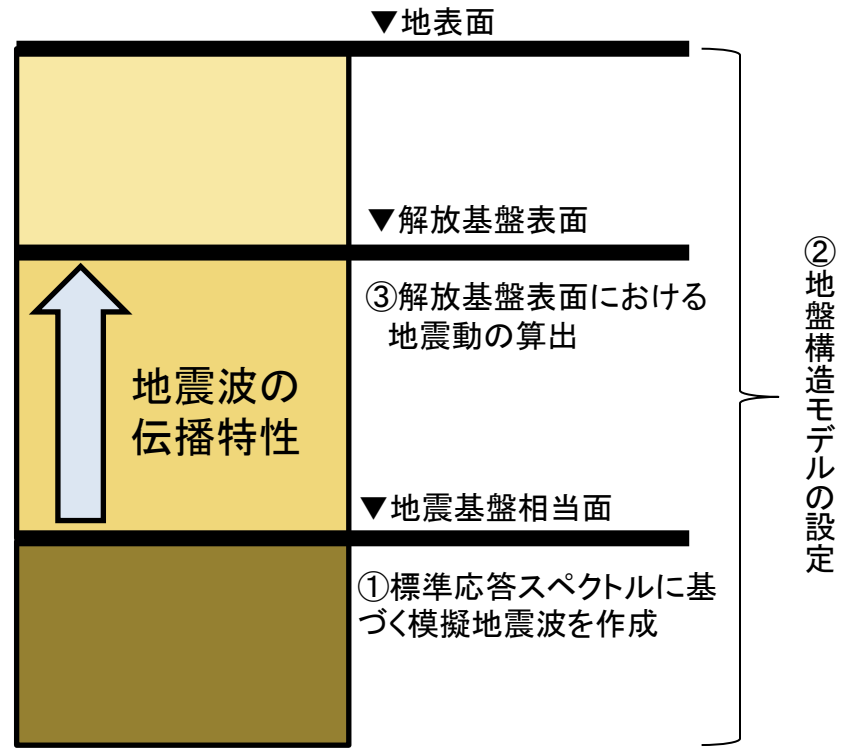 ▼地表面
▼解放基盤表面
③解放基盤表面における
地震動の算出
地震波の
伝播特性
▼地震基盤相当面
①標準応答スペクトルに基
づく模擬地震波を作成
②地盤構造モデルの設定